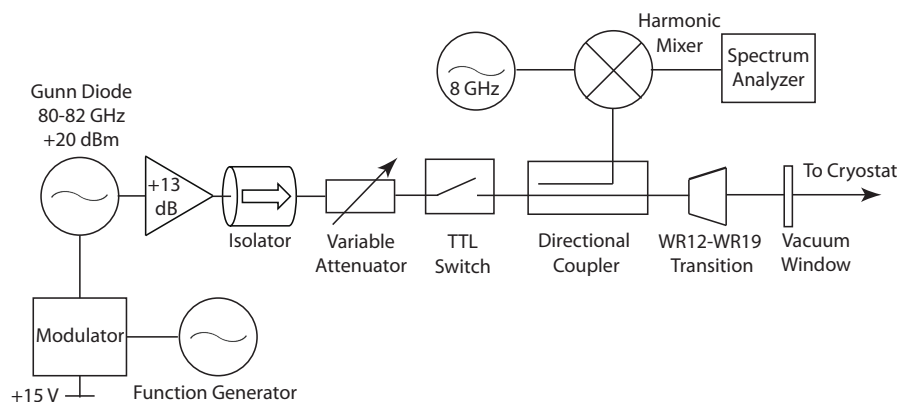 Harmonic
Mixer
Spectrum
Analyzer
8 GHz
Gunn Diode
80-82 GHz
+20 dBm
+13
dB
To Cryostat
Isolator
Variable
Attenuator
TTL
Switch
Directional
Coupler
WR12-WR19
Transition
Vacuum
Window
Modulator
+15 V
Function Generator